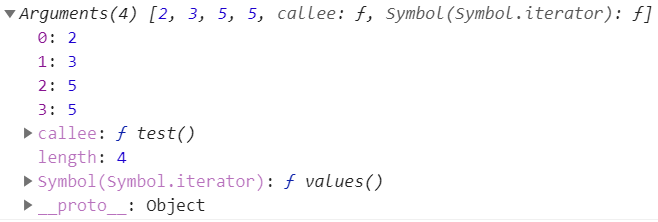 ▼Arguments(4) [2, 3, 5, 5, callee: ƒ, Symbol(Symbol.iterator): ƒ]
0: 2
1: 3
2: 5
3: 5
▶callee: ƒ test()
length: 4
▶Symbol(Symbol.iterator): ƒ values()
▶__proto__: Object